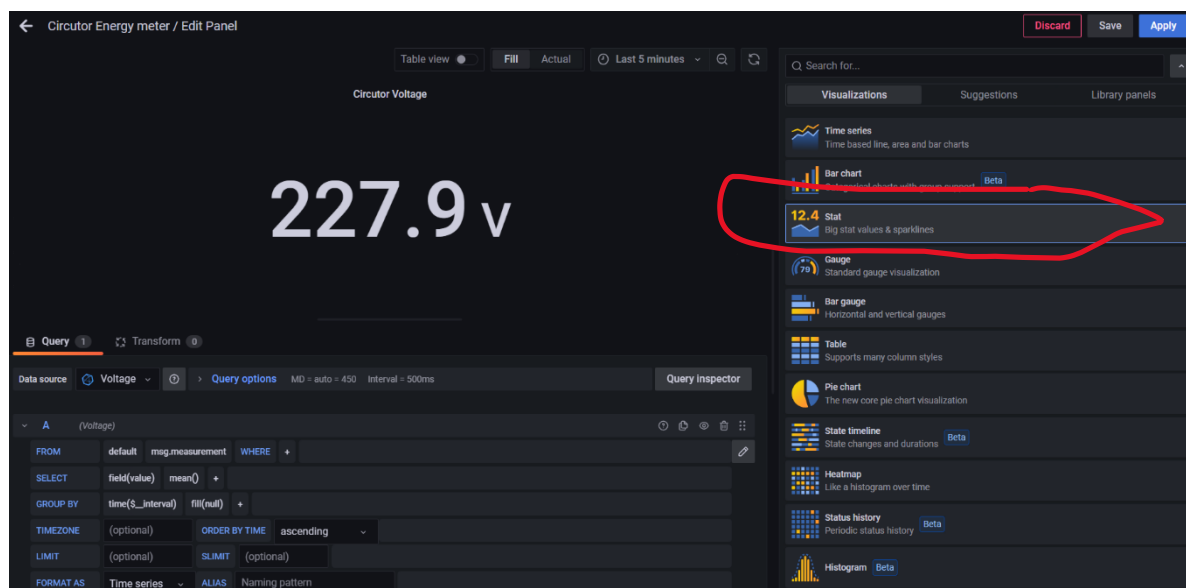 Circutor Energy meter / Edit Panel
Discard Save Apply
Table view Fill Actual Last 5 minutes
Circutor Voltage
227.9 V
Query 1 Transform 0
Data source Voltage Query options MD = auto = 450 Interval = 500ms Query inspector
A (Voltage)
FROM default msg.measurement WHERE +
SELECT field(value) mean() +
GROUP BY time($__interval) fill(null) +
TIMEZONE (optional) ORDER BY TIME ascending
LIMIT (optional) SLIMIT (optional)
FORMAT AS Time series ALIAS Naming pattern
Search for...
Visualizations Suggestions Library panels
Time series
Time based line, area and bar charts
Bar chart Beta
Categorical charts with group support
12.4 Stat
Big stat values & sparklines
79 Gauge
Standard gauge visualization
Bar gauge
Horizontal and vertical gauges
Table
Supports many column styles
Pie chart
The new core pie chart visualization
State timeline
State changes and durations Beta
Heatmap
Like a histogram over time
Status history
Periodic status history Beta
Histogram Beta